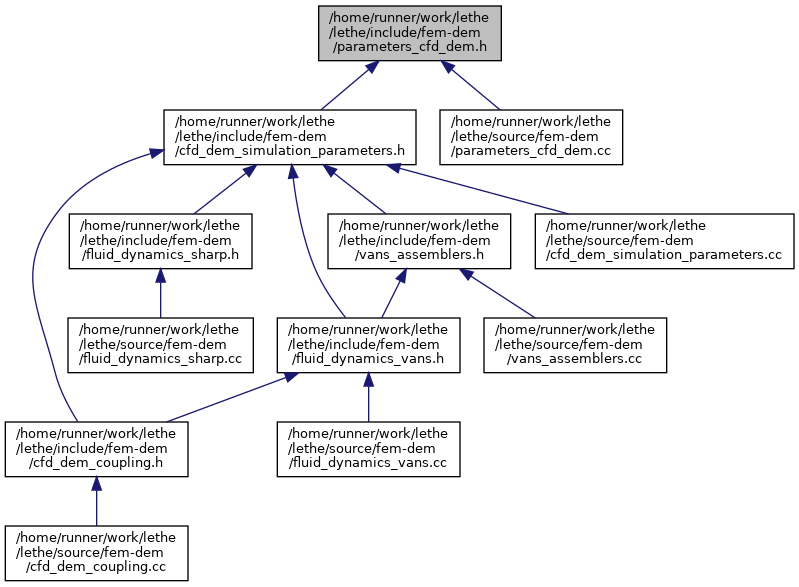 /home/runner/work/lethe
/lethe/include/fem-dem
/parameters_cfd_dem.h
/home/runner/work/lethe
/lethe/include/fem-dem
/cfd_dem_simulation_parameters.h
/home/runner/work/lethe
/lethe/source/fem-dem
/parameters_cfd_dem.cc
/home/runner/work/lethe
/lethe/include/fem-dem
/fluid_dynamics_sharp.h
/home/runner/work/lethe
/lethe/include/fem-dem
/vans_assemblers.h
/home/runner/work/lethe
/lethe/source/fem-dem
/cfd_dem_simulation_parameters.cc
/home/runner/work/lethe
/lethe/source/fem-dem
/fluid_dynamics_sharp.cc
/home/runner/work/lethe
/lethe/include/fem-dem
/fluid_dynamics_vans.h
/home/runner/work/lethe
/lethe/source/fem-dem
/vans_assemblers.cc
/home/runner/work/lethe
/lethe/include/fem-dem
/cfd_dem_coupling.h
/home/runner/work/lethe
/lethe/source/fem-dem
/fluid_dynamics_vans.cc
/home/runner/work/lethe
/lethe/source/fem-dem
/cfd_dem_coupling.cc